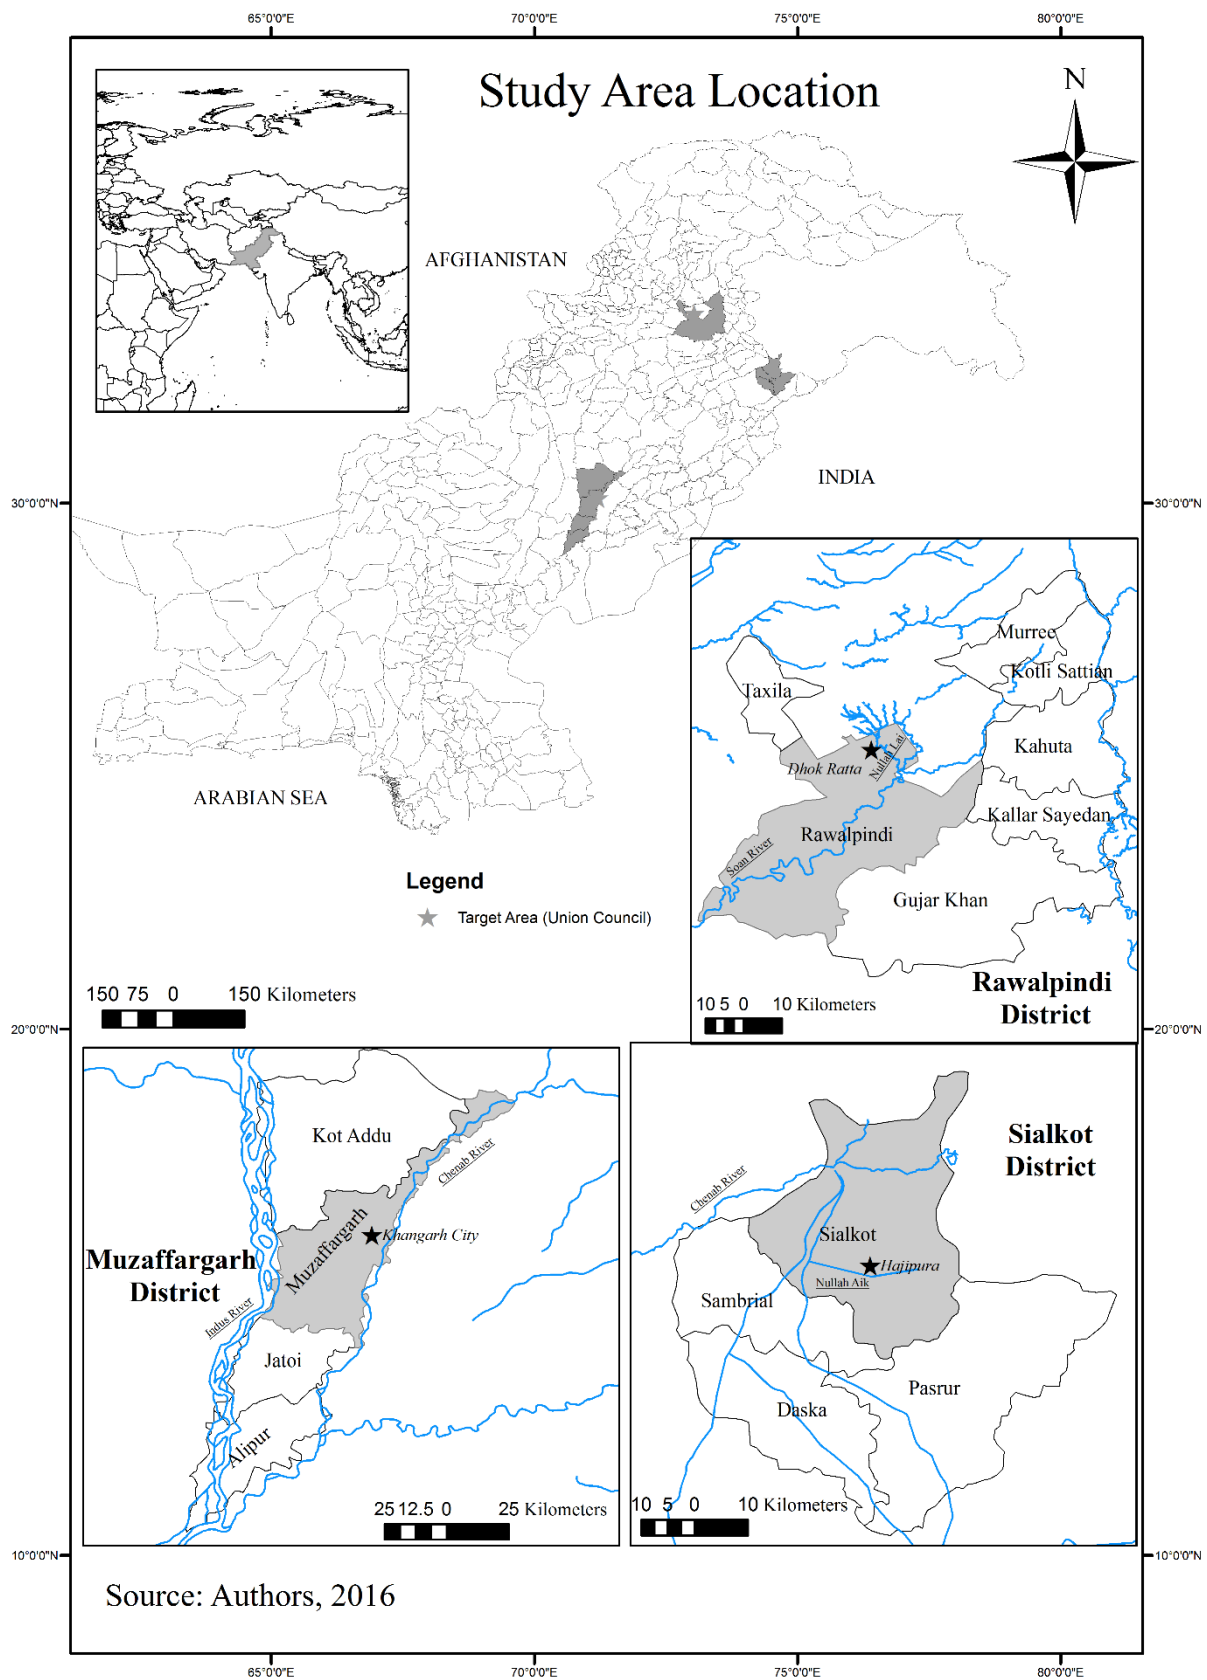 65°0'0"E 70°0'0"E 75°0'0"E 80°0'0"E
Study Area Location
N
AFGHANISTAN
INDIA
30°0'0"N 30°0'0"N
ARABIAN SEA
Legend
Target Area (Union Council)
150 75 0 150 Kilometers
Murree
Kotli Sattian
Taxila
Kahuta
Nullah Lai
Dhok Ratta
Kallar Sayedan
Rawalpindi
Soan River
Gujar Khan
Rawalpindi
District
10 5 0 10 Kilometers
20°0'0"N 20°0'0"N
Kot Addu
Chenab River
Muzaffargarh
Khangarh City
Muzaffargarh
District
Indus River
Jatoi
Alipur
25 12.5 0 25 Kilometers
Sialkot
District
Chenab River
Sialkot
Hajipura
Nullah Aik
Sambrial
Pasrur
Daska
10 5 0 10 Kilometers
10°0'0"N 10°0'0"N
Source: Authors, 2016
65°0'0"E 70°0'0"E 75°0'0"E 80°0'0"E